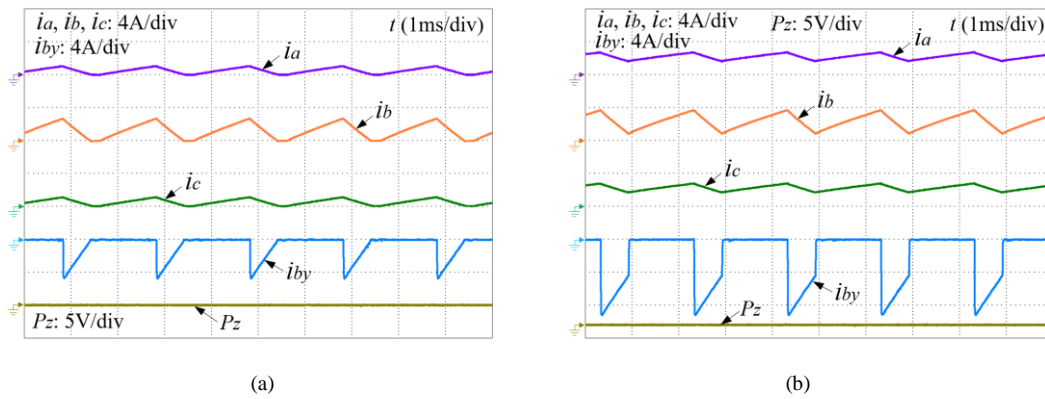 ia, ib, ic: 4A/div
t (1ms/div)
iby: 4A/div
ia
ib
ic
iby
Pz: 5V/div
Pz
(a)
ia, ib, ic: 4A/div
Pz: 5V/div
t (1ms/div)
iby: 4A/div
ia
ib
ic
iby
Pz
(b)